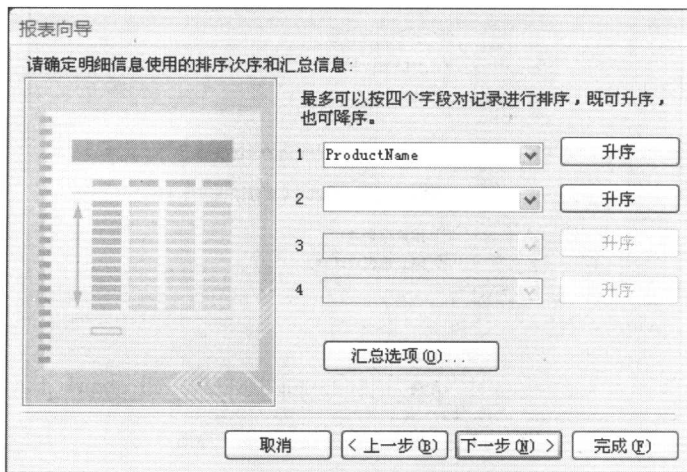 报表向导
请确定明细信息使用的排序次序和汇总信息:
最多可以按四个字段对记录进行排序，既可升序，
也可降序。
1 ProductName 升序
2 升序
3 升序
4 升序
汇总选项(O)...
取消 < 上一步(B) 下一步(N) > 完成(F)